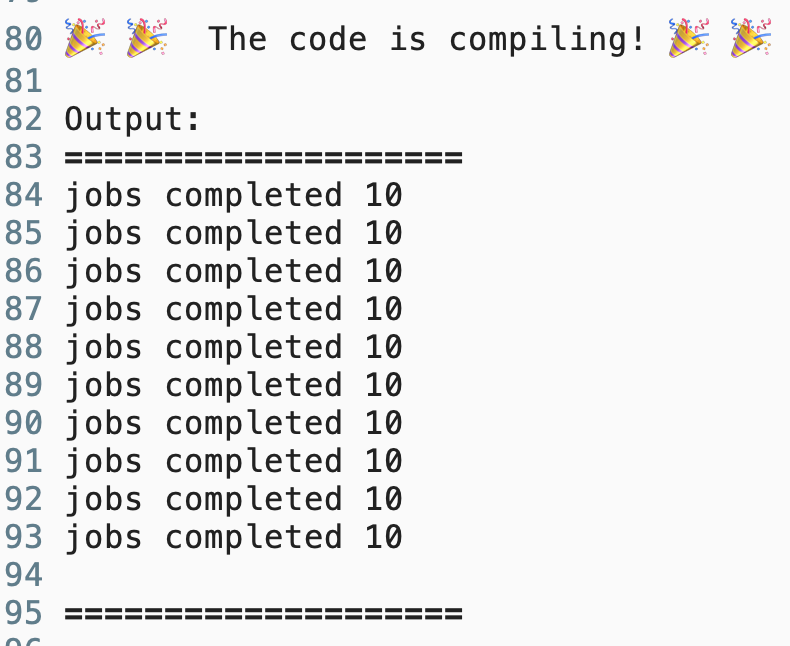 80 🎉 🎉  The code is compiling! 🎉 🎉
81
82 Output:
83 ====================
84 jobs completed 10
85 jobs completed 10
86 jobs completed 10
87 jobs completed 10
88 jobs completed 10
89 jobs completed 10
90 jobs completed 10
91 jobs completed 10
92 jobs completed 10
93 jobs completed 10
94
95 ====================